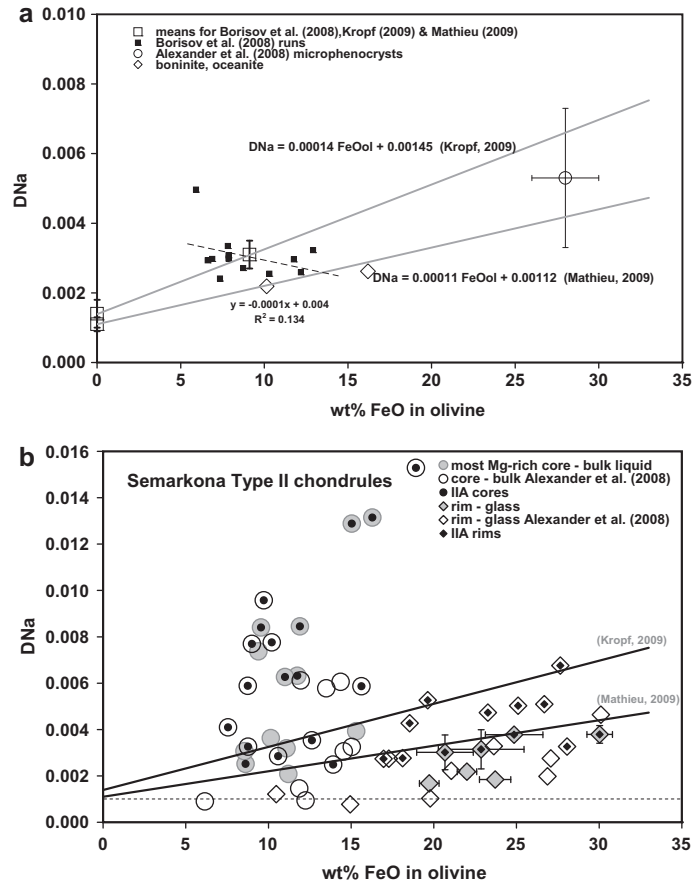 a
0.010
0.008
0.006
0.004
0.002
0.000
DNa
means for Borisov et al. (2008),Kropf (2009) & Mathieu (2009)
Borisov et al. (2008) runs
Alexander et al. (2008) microphenocrysts
boninite, oceanite
DNa = 0.00014 FeOol + 0.00145 (Kropf, 2009)
DNa = 0.00011 FeOol + 0.00112 (Mathieu, 2009)
y = -0.0001x + 0.004
R² = 0.134
0 5 10 15 20 25 30 35
wt% FeO in olivine
b
0.016
0.014
0.012
0.010
0.008
0.006
0.004
0.002
0.000
DNa
Semarkona Type II chondrules
most Mg-rich core - bulk liquid
core - bulk Alexander et al. (2008)
IIA cores
rim - glass
rim - glass Alexander et al. (2008)
IIA rims
(Kropf, 2009)
(Mathieu, 2009)
0 5 10 15 20 25 30 35
wt% FeO in olivine